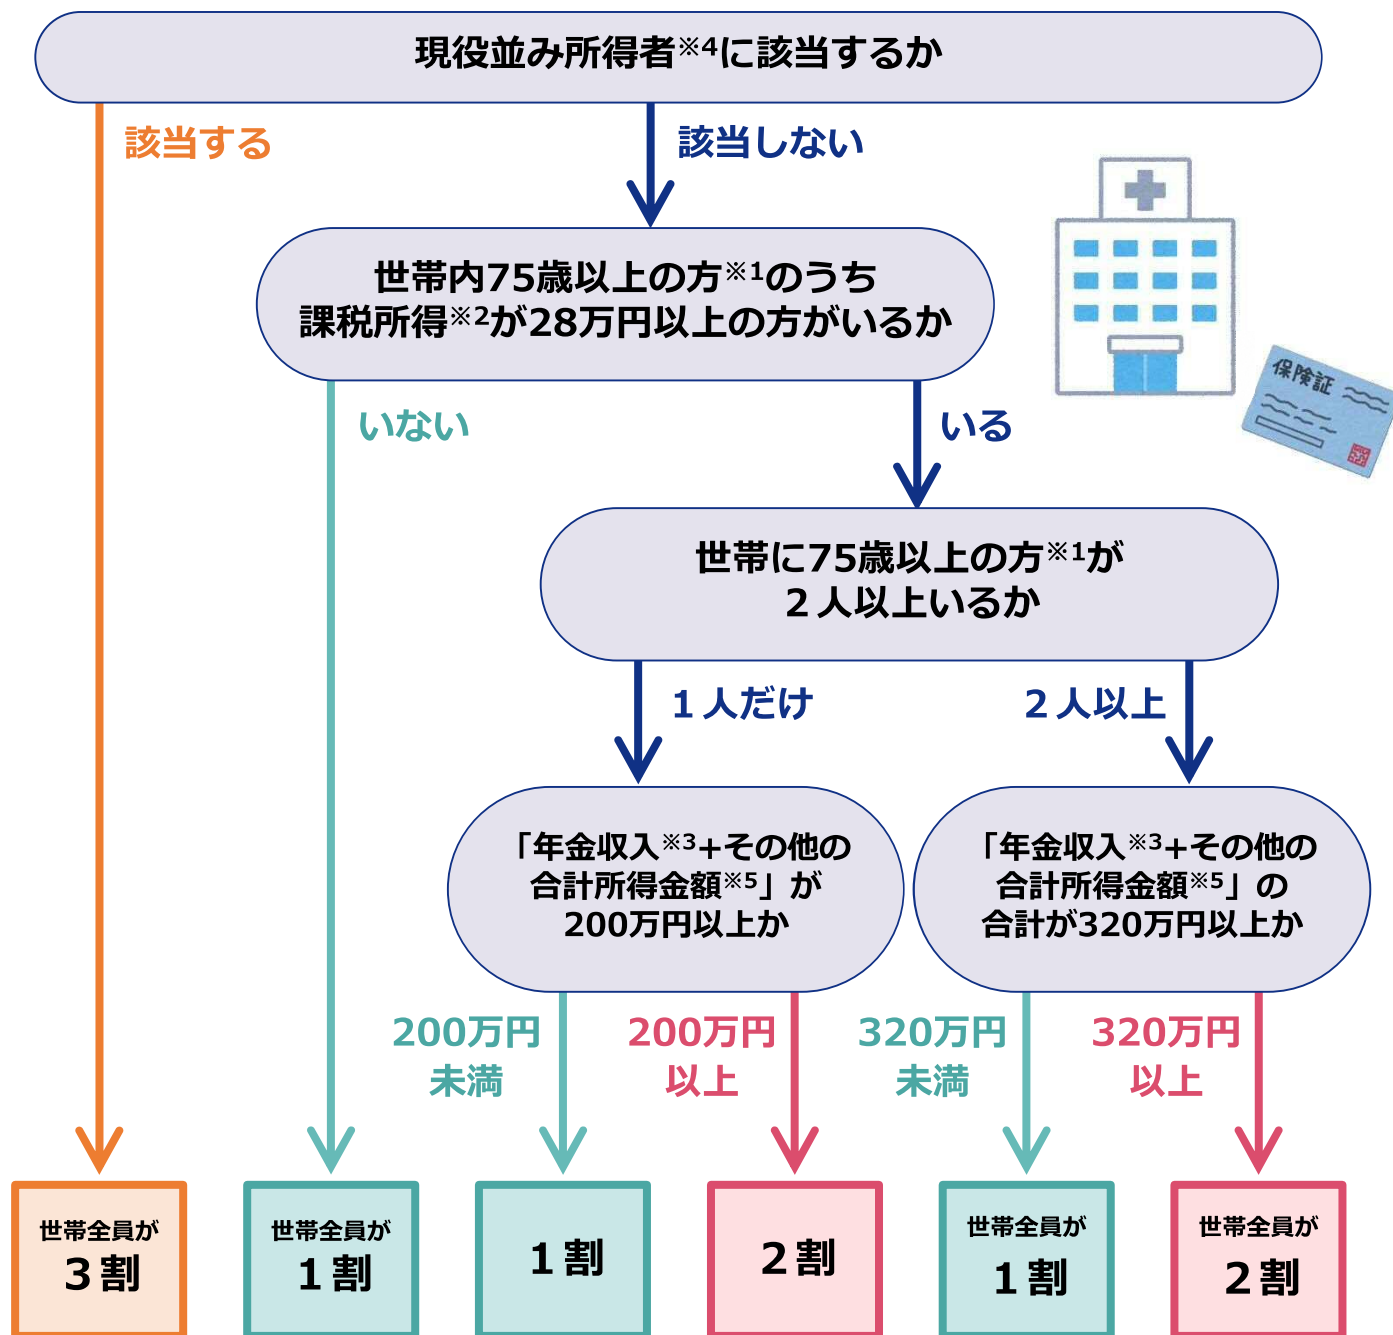 現役並み所得者※4に該当するか
該当する
該当しない
世帯内75歳以上の方※1のうち
課税所得※2が28万円以上の方がいるか
保険証
いない
いる
世帯に75歳以上の方※1が
２人以上いるか
１人だけ
２人以上
「年金収入※3+その他の
合計所得金額※5」が
200万円以上か
「年金収入※3+その他の
合計所得金額※5」の
合計が320万円以上か
200万円
未満
200万円
以上
320万円
未満
320万円
以上
世帯全員が
３割
世帯全員が
１割
１割
２割
世帯全員が
１割
世帯全員が
２割